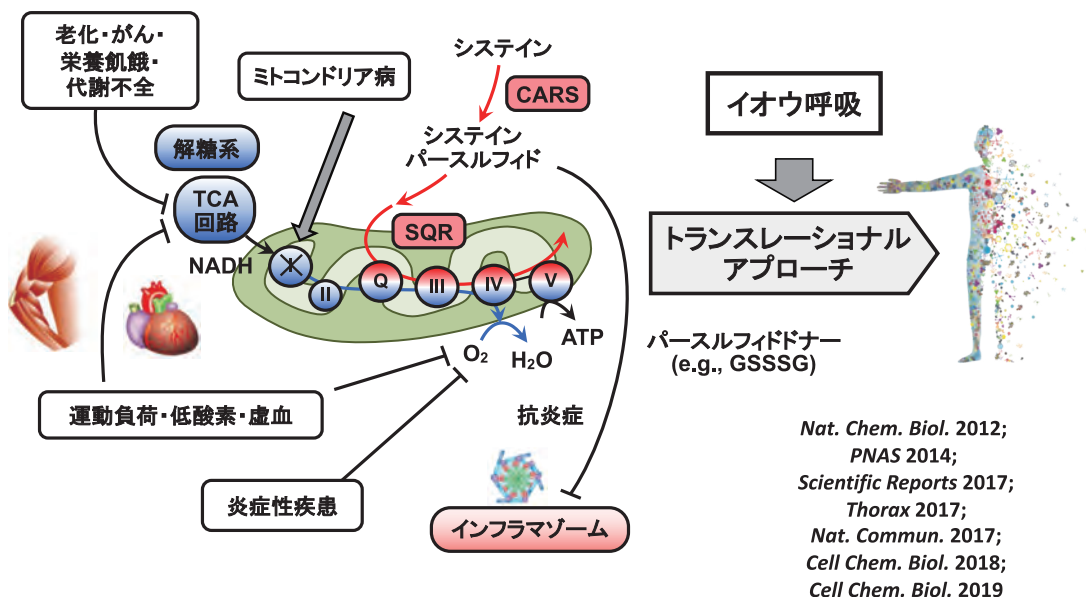 老化・がん・
栄養飢餓・
代謝不全
ミトコンドリア病
システイン
CARS
システイン
パースルフィド
解糖系
TCA
回路
NADH
SQR
I
II
Q
III
IV
V
O₂
H₂O
ATP
運動負荷・低酸素・虚血
炎症性疾患
抗炎症
インフラマゾーム
イオウ呼吸
トランスレーショナル
アプローチ
パースルフィドドナー
(e.g., GSSSG)
Nat. Chem. Biol. 2012;
PNAS 2014;
Scientific Reports 2017;
Thorax 2017;
Nat. Commun. 2017;
Cell Chem. Biol. 2018;
Cell Chem. Biol. 2019